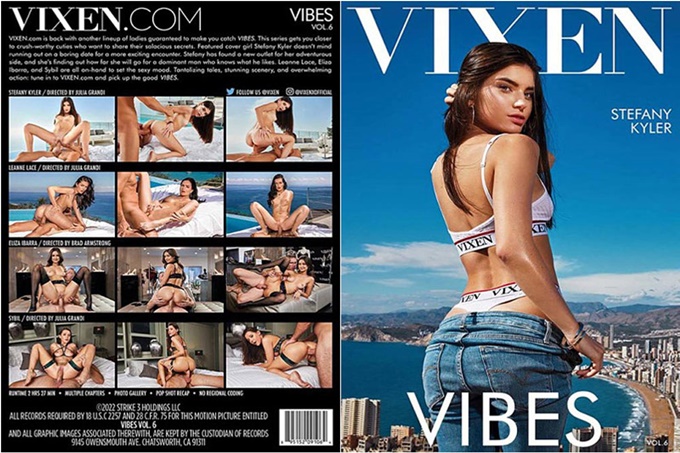 VIXEN.COM
VIBES
VOL.6
VIXEN.com is back with another lineup of ladies guaranteed to make you catch VIBES. This series gets you closer
to crush-worthy cuties who want to share their salacious secrets. Featured cover girl Stefany Kyler doesn't mind
running out on a boring date for a more exciting encounter. Stefany has found a new outlet for her adventurous
side, and she's finding out how far she will go for a dominant man who knows what he likes. Leanne Lace, Eliza
Ibarra, and Sybil are all on-hand to set the sexy mood. Tantalizing tales, stunning scenery, and overwhelming
action: tune in to VIXEN.com and pick up the good VIBES.
STEFANY KYLER / DIRECTED BY JULIA GRANDI
FOLLOW US @VIXEN
@VIXENOFFICIAL
LEANNE LACE / DIRECTED BY JULIA GRANDI
ELIZA IBARRA / DIRECTED BY BRAD ARMSTRONG
SYBIL / DIRECTED BY JULIA GRANDI
RUNTIME 2 HRS 37 MIN • MULTIPLE CHAPTERS • PHOTO GALLERY • POP SHOT RECAP • NO REGIONAL CODING
©2022 STRIKE 3 HOLDINGS LLC
ALL RECORDS REQUIRED BY 18 U.S.C 2257 AND 28 C.F.R. 75 FOR THIS MOTION PICTURE ENTITLED
VIBES VOL. 6
AND ALL GRAPHIC IMAGES ASSOCIATED THEREWITH, ARE KEPT BY THE CUSTODIAN OF RECORDS
9145 OWENSMOUTH AVE. CHATSWORTH, CA 91311
VIXEN
STEFANY
KYLER
VIXEN
VIXEN
VIBES
VOL.6